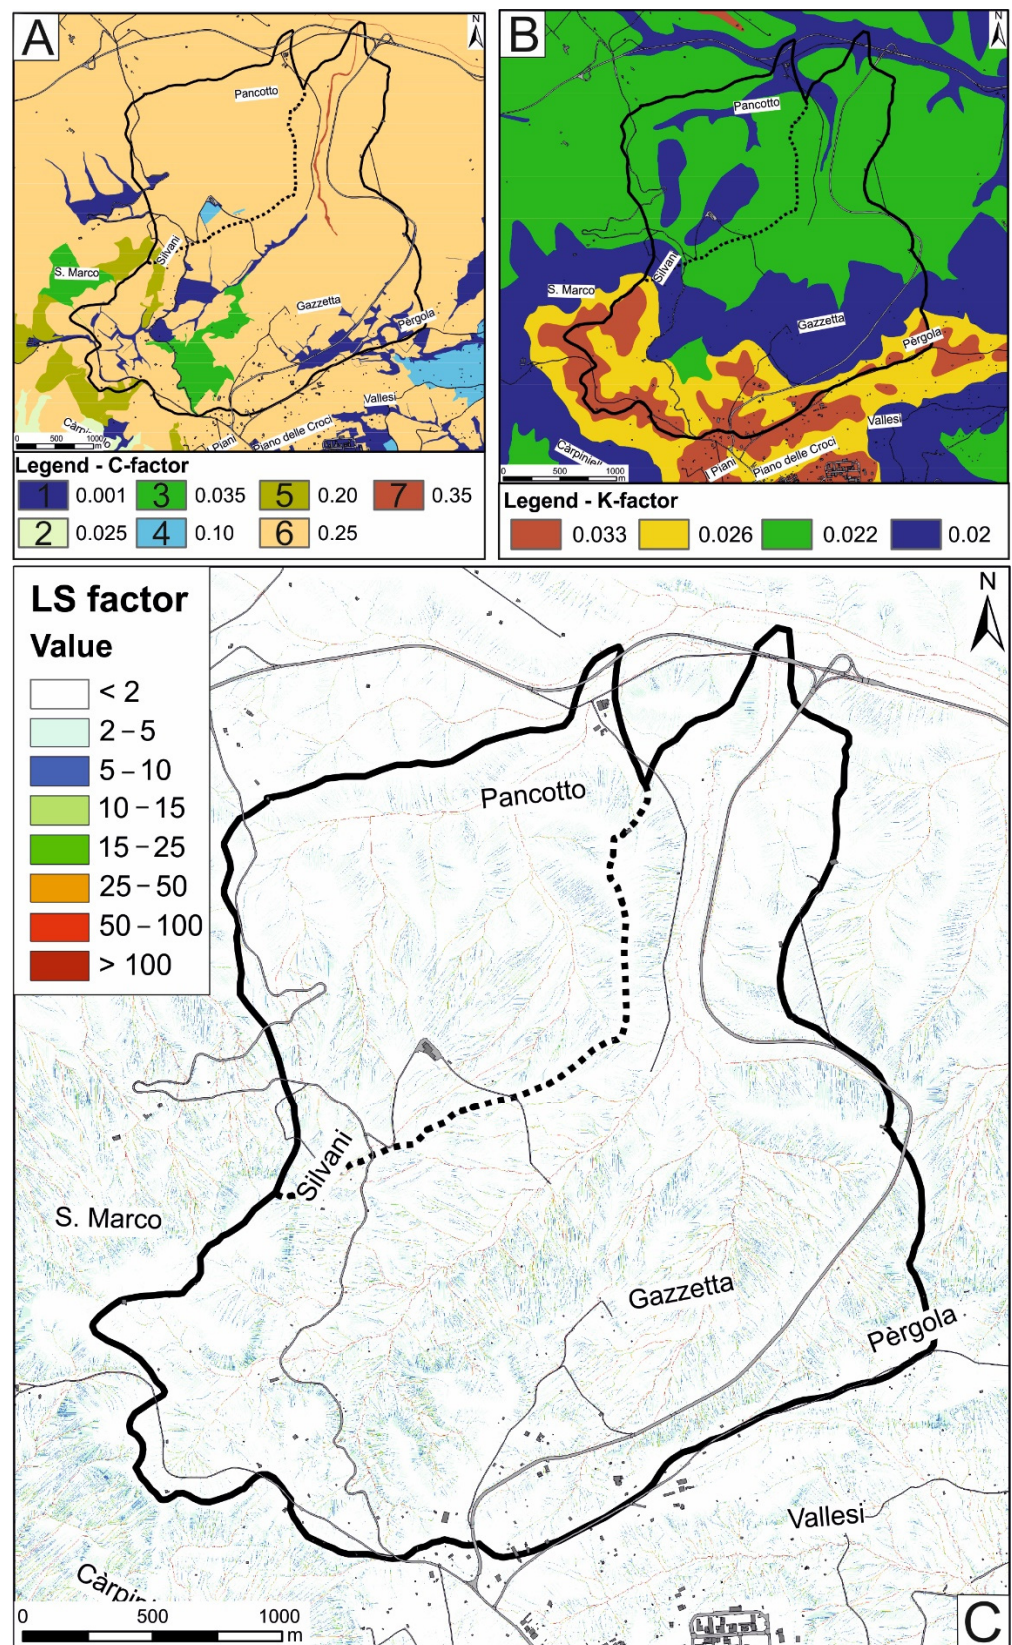 A
N
Pancotto
Silvani
S. Marco
Gazzetta
Pèrgola
Vallesi
I Piani
Piano delle Croci
0 500 1000
m
Legend - C-factor
1 0.001 3 0.035 5 0.20 7 0.35
2 0.025 4 0.10 6 0.25
B
N
Pancotto
Silvani
S. Marco
Gazzetta
Pèrgola
Vallesi
I Piani
Piano delle Croci
0 500 1000
m
Legend - K-factor
0.033 0.026 0.022 0.02
LS factor
Value
< 2
2 – 5
5 – 10
10 – 15
15 – 25
25 – 50
50 – 100
> 100
N
Pancotto
Silvani
S. Marco
Gazzetta
Pèrgola
Vallesi
0 500 1000
m
C